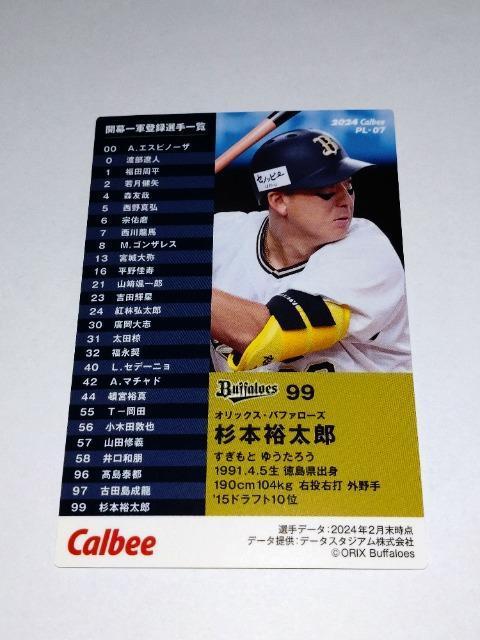 開幕一軍登録選手一覧
00 A.エスピノーザ
0 渡部遼人
1 福田周平
2 若月健矢
4 森友哉
5 西野真弘
6 宗佑磨
7 西川龍馬
8 M.ゴンザレス
13 宮城大弥
16 平野佳寿
21 山﨑颯一郎
23 吉田輝星
24 紅林弘太郎
30 廣岡大志
31 太田椋
32 福永奨
40 L.セデーニョ
42 A.マチャド
44 頓宮裕真
55 T-岡田
56 小木田敦也
57 山田修義
58 井口和朋
96 高島泰都
97 古田島成龍
99 杉本裕太郎
2024 Calbee
PL-07
B
セノッピー
Buffaloes 99
オリックス・バファローズ
杉本裕太郎
すぎもと ゆうたろう
1991.4.5生 徳島県出身
190cm104kg 右投右打 外野手
'15ドラフト10位
Calbee
選手データ:2024年2月末時点
データ提供:データスタジアム株式会社
©ORIX Buffaloes